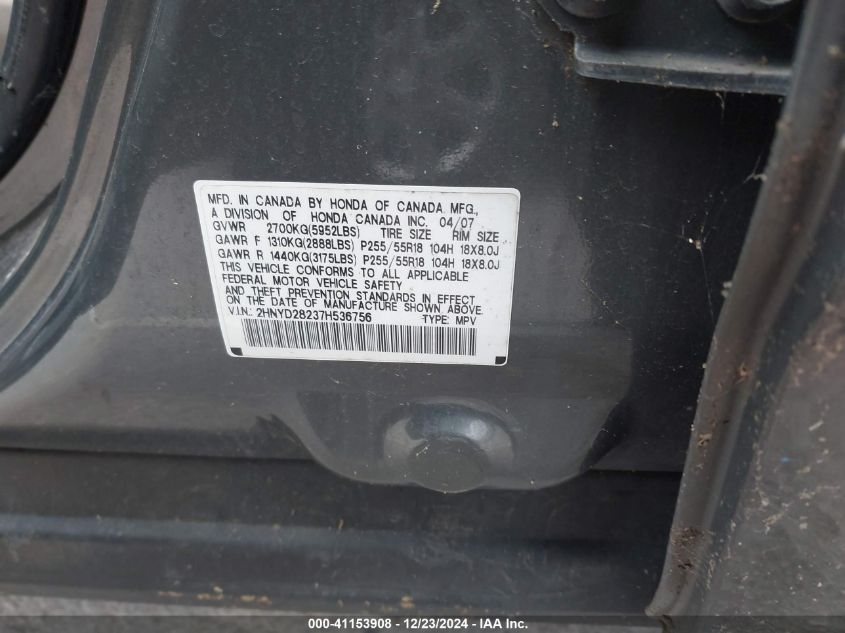 MFD. IN CANADA BY HONDA OF CANADA MFG.,
A DIVISION OF HONDA CANADA INC. 04/07
GVWR 2700KG(5952LBS) TIRE SIZE RIM SIZE
GAWR F 1310KG(2888LBS) P255/55R18 104H 18X8.0J
GAWR R 1440KG(3175LBS) P255/55R18 104H 18X8.0J
THIS VEHICLE CONFORMS TO ALL APPLICABLE
FEDERAL MOTOR VEHICLE SAFETY
AND THEFT PREVENTION STANDARDS IN EFFECT
ON THE DATE OF MANUFACTURE SHOWN ABOVE.
V.I.N.: 2HNYD28237H536756 TYPE: MPV
000-41153908 - 12/23/2024 - IAA Inc.